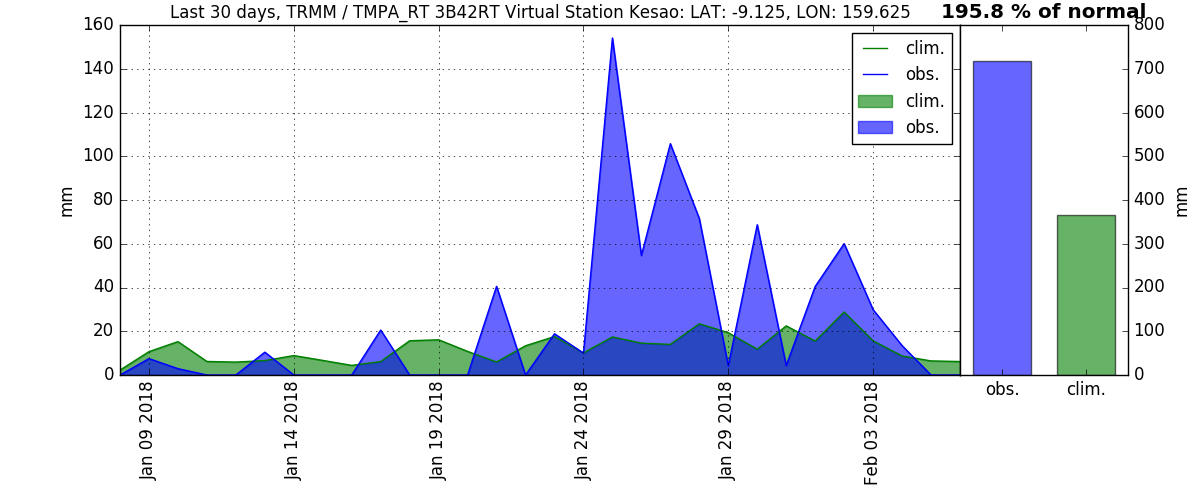 Last 30 days, TRMM / TMPA_RT 3B42RT Virtual Station Kesao: LAT: -9.125, LON: 159.625
195.8 % of normal
160
140
120
100
80
60
40
20
0
mm
clim.
obs.
clim.
obs.
Jan 09 2018
Jan 14 2018
Jan 19 2018
Jan 24 2018
Jan 29 2018
Feb 03 2018
800
700
600
500
400
300
200
100
0
mm
obs.
clim.